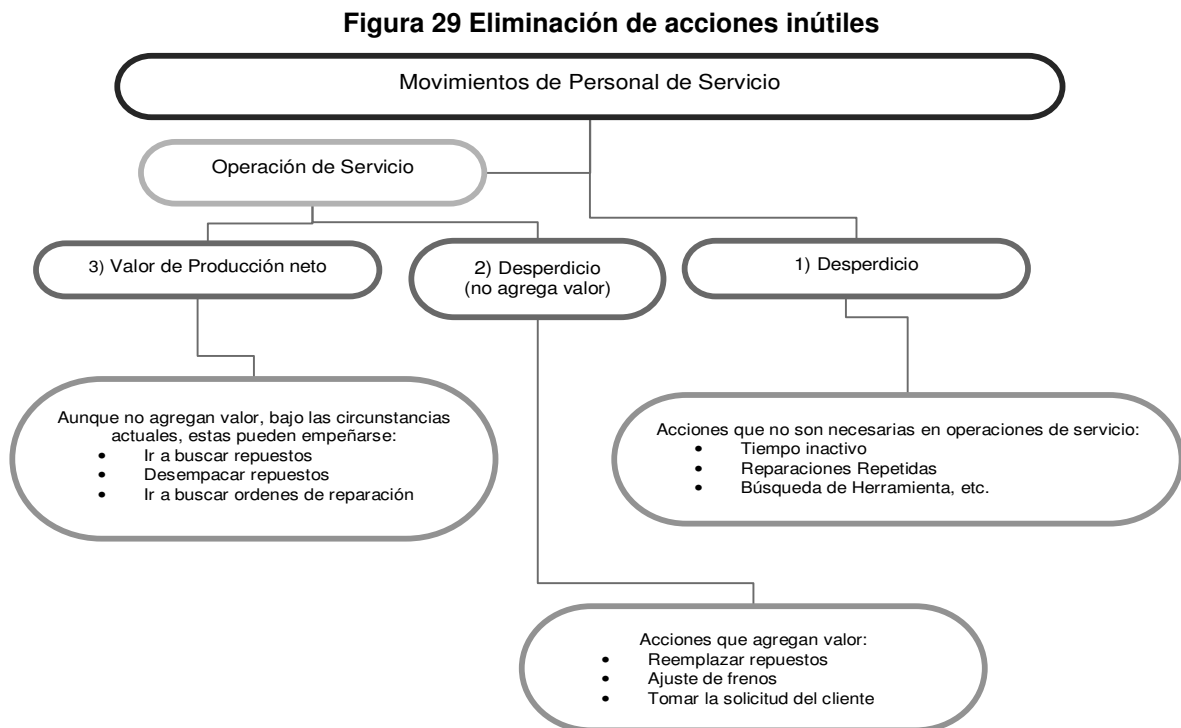 Figura 29 Eliminación de acciones inútiles
Movimientos de Personal de Servicio
Operación de Servicio
3) Valor de Producción neto
2) Desperdicio
(no agrega valor)
1) Desperdicio
Aunque no agregan valor, bajo las circunstancias
actuales, estas pueden empeñarse:
• Ir a buscar repuestos
• Desempacar repuestos
• Ir a buscar ordenes de reparación
Acciones que no son necesarias en operaciones de servicio:
• Tiempo inactivo
• Reparaciones Repetidas
• Búsqueda de Herramienta, etc.
Acciones que agregan valor:
• Reemplazar repuestos
• Ajuste de frenos
• Tomar la solicitud del cliente